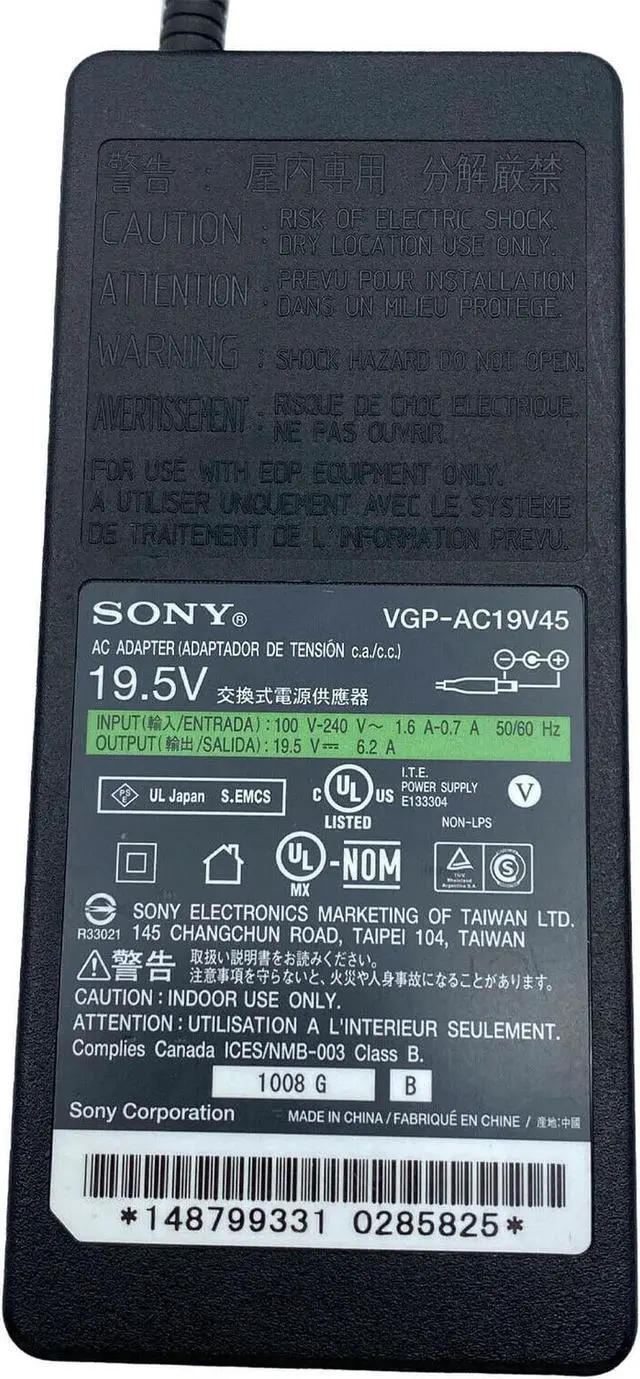 警告 : 屋内専用 分解厳禁
CAUTION : RISK OF ELECTRIC SHOCK.
DRY LOCATION USE ONLY.
ATTENTION : PREVU POUR INSTALLATION
DANS UN MILIEU PROTEGE.
WARNING : SHOCK HAZARD DO NOT OPEN.
AVERTISSEMENT : RISQUE DE CHOC ELECTRIQUE.
NE PAS OUVRIR.
FOR USE WITH EDP EQUIPMENT ONLY.
A UTILISER UNIQUEMENT AVEC LE SYSTEME
DE TRAITEMENT DE L'INFORMATION PREVU.
SONY® VGP-AC19V45
AC ADAPTER (ADAPTADOR DE TENSIÓN c.a./c.c.)
19.5V 交換式電源供應器
INPUT(輸入/ENTRADA) : 100 V-240 V~ 1.6 A-0.7 A 50/60 Hz
OUTPUT(輸出/SALIDA) : 19.5 V⎓ 6.2 A
PSE UL Japan S.EMCS
c UL US LISTED
I.T.E.
POWER SUPPLY
E133304
NON-LPS
V
UL MX -NOM
TÜV
Rheinland
Argentina S.A.
S
R33021
SONY ELECTRONICS MARKETING OF TAIWAN LTD.
145 CHANGCHUN ROAD, TAIPEI 104, TAIWAN
警告 取扱い説明書をお読みください。
注意事項を守らないと、火災や人身事故になることがあります。
CAUTION : INDOOR USE ONLY.
ATTENTION : UTILISATION A L'INTERIEUR SEULEMENT.
Complies Canada ICES/NMB-003 Class B.
1008 G B
Sony Corporation MADE IN CHINA / FABRIQUÉ EN CHINE / 産地:中國
*148799331 0285825*